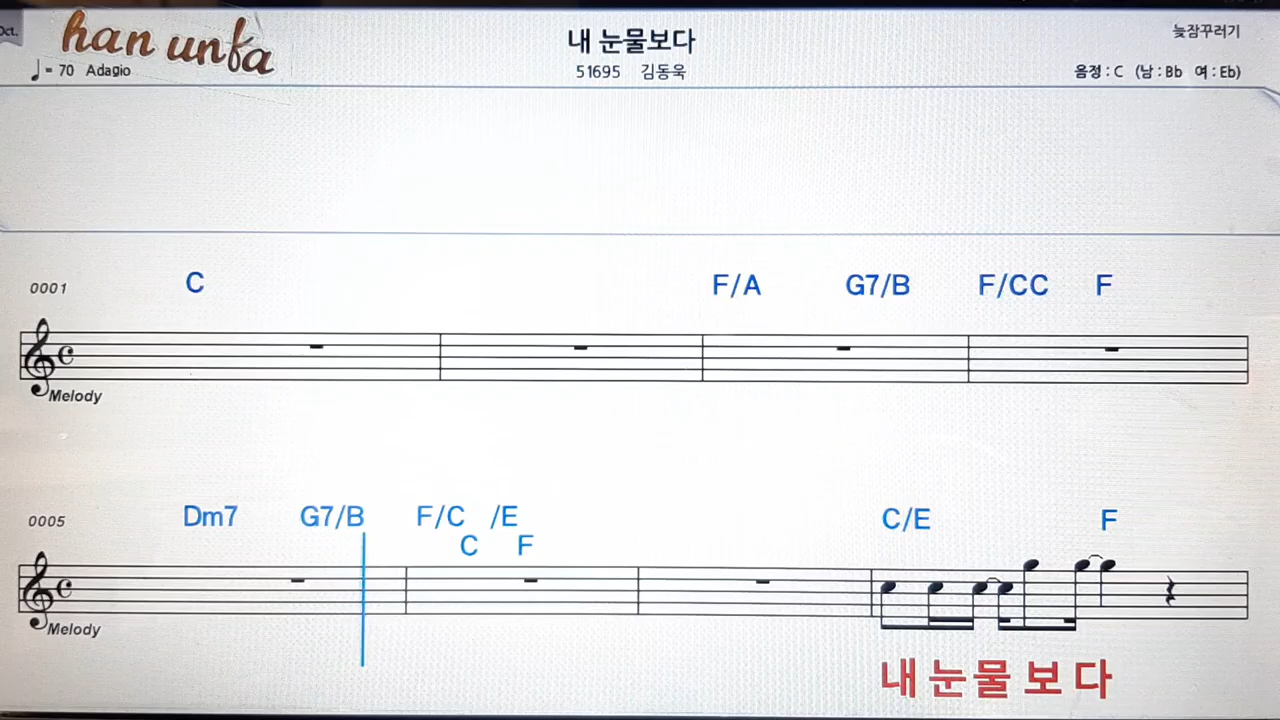 Oct.
han unfa
내 눈물보다
늦잠꾸러기
♩= 70 Adagio
51695 김동욱
음정 : C (남 : Bb 여 : Eb)
0001 C F/A G7/B F/CC F
Melody
0005 Dm7 G7/B F/C /E C/E F
C F
Melody
내 눈물 보 다